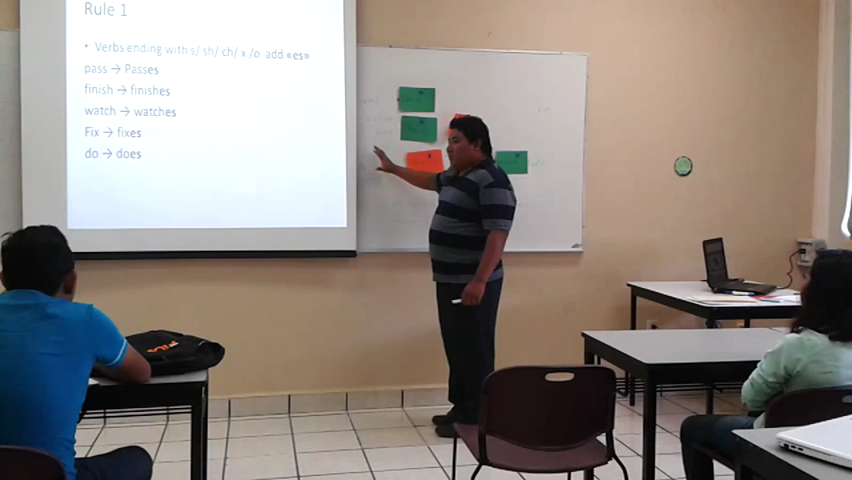 Rule 1
• Verbs ending with s/ sh/ ch/ x /o add «es»
pass → Passes
finish → finishes
watch → watches
Fix → fixes
do → does
FILA